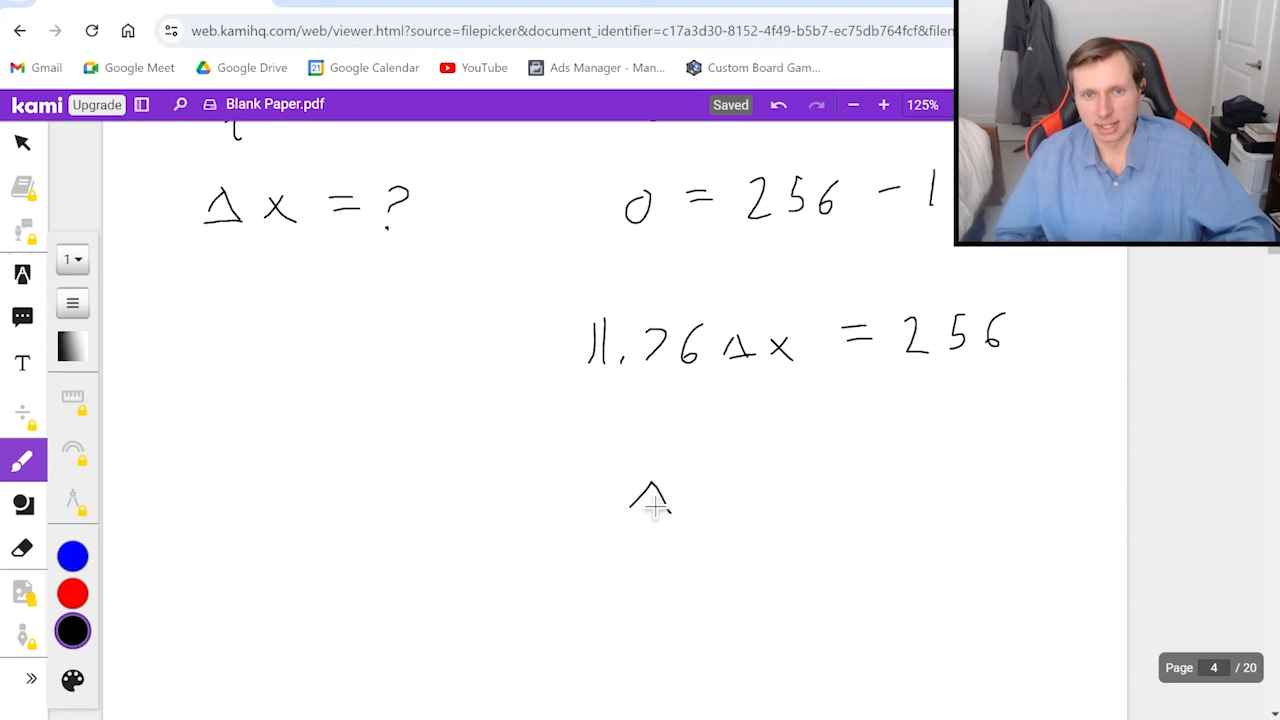 web.kamihq.com/web/viewer.html?source=filepicker&document_identifier=c17a3d30-8152-4f49-b5b7-ec75db764fcf&filen
Gmail Google Meet Google Drive 21 Google Calendar YouTube Ads Manager - Man... Custom Board Gam...
kami Upgrade Blank Paper.pdf Saved 125%
Δx = ?
0 = 256 - 1
1
11.76Δx = 256
Δ
A
T
Page 4 / 20